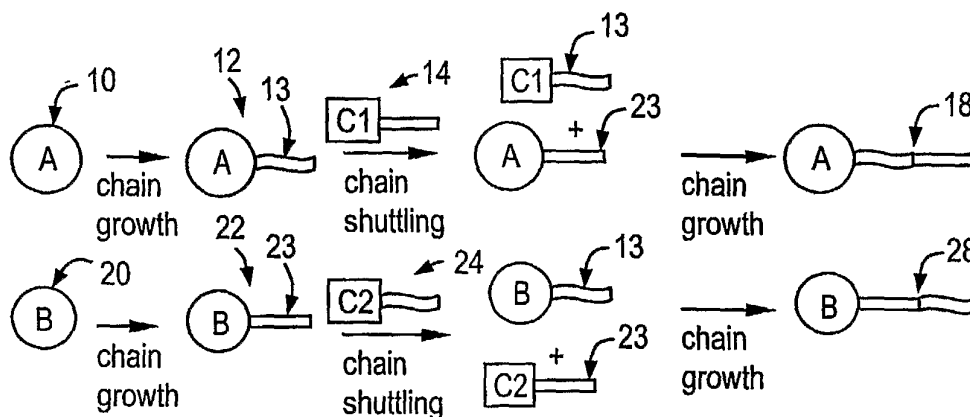 10
A
chain
growth
12
13
A
C1
14
chain
shuttling
C1
13
+
A
23
chain
growth
A
18
20
B
chain
growth
22
23
B
C2
24
chain
shuttling
B
13
+
C2
23
chain
growth
B
28